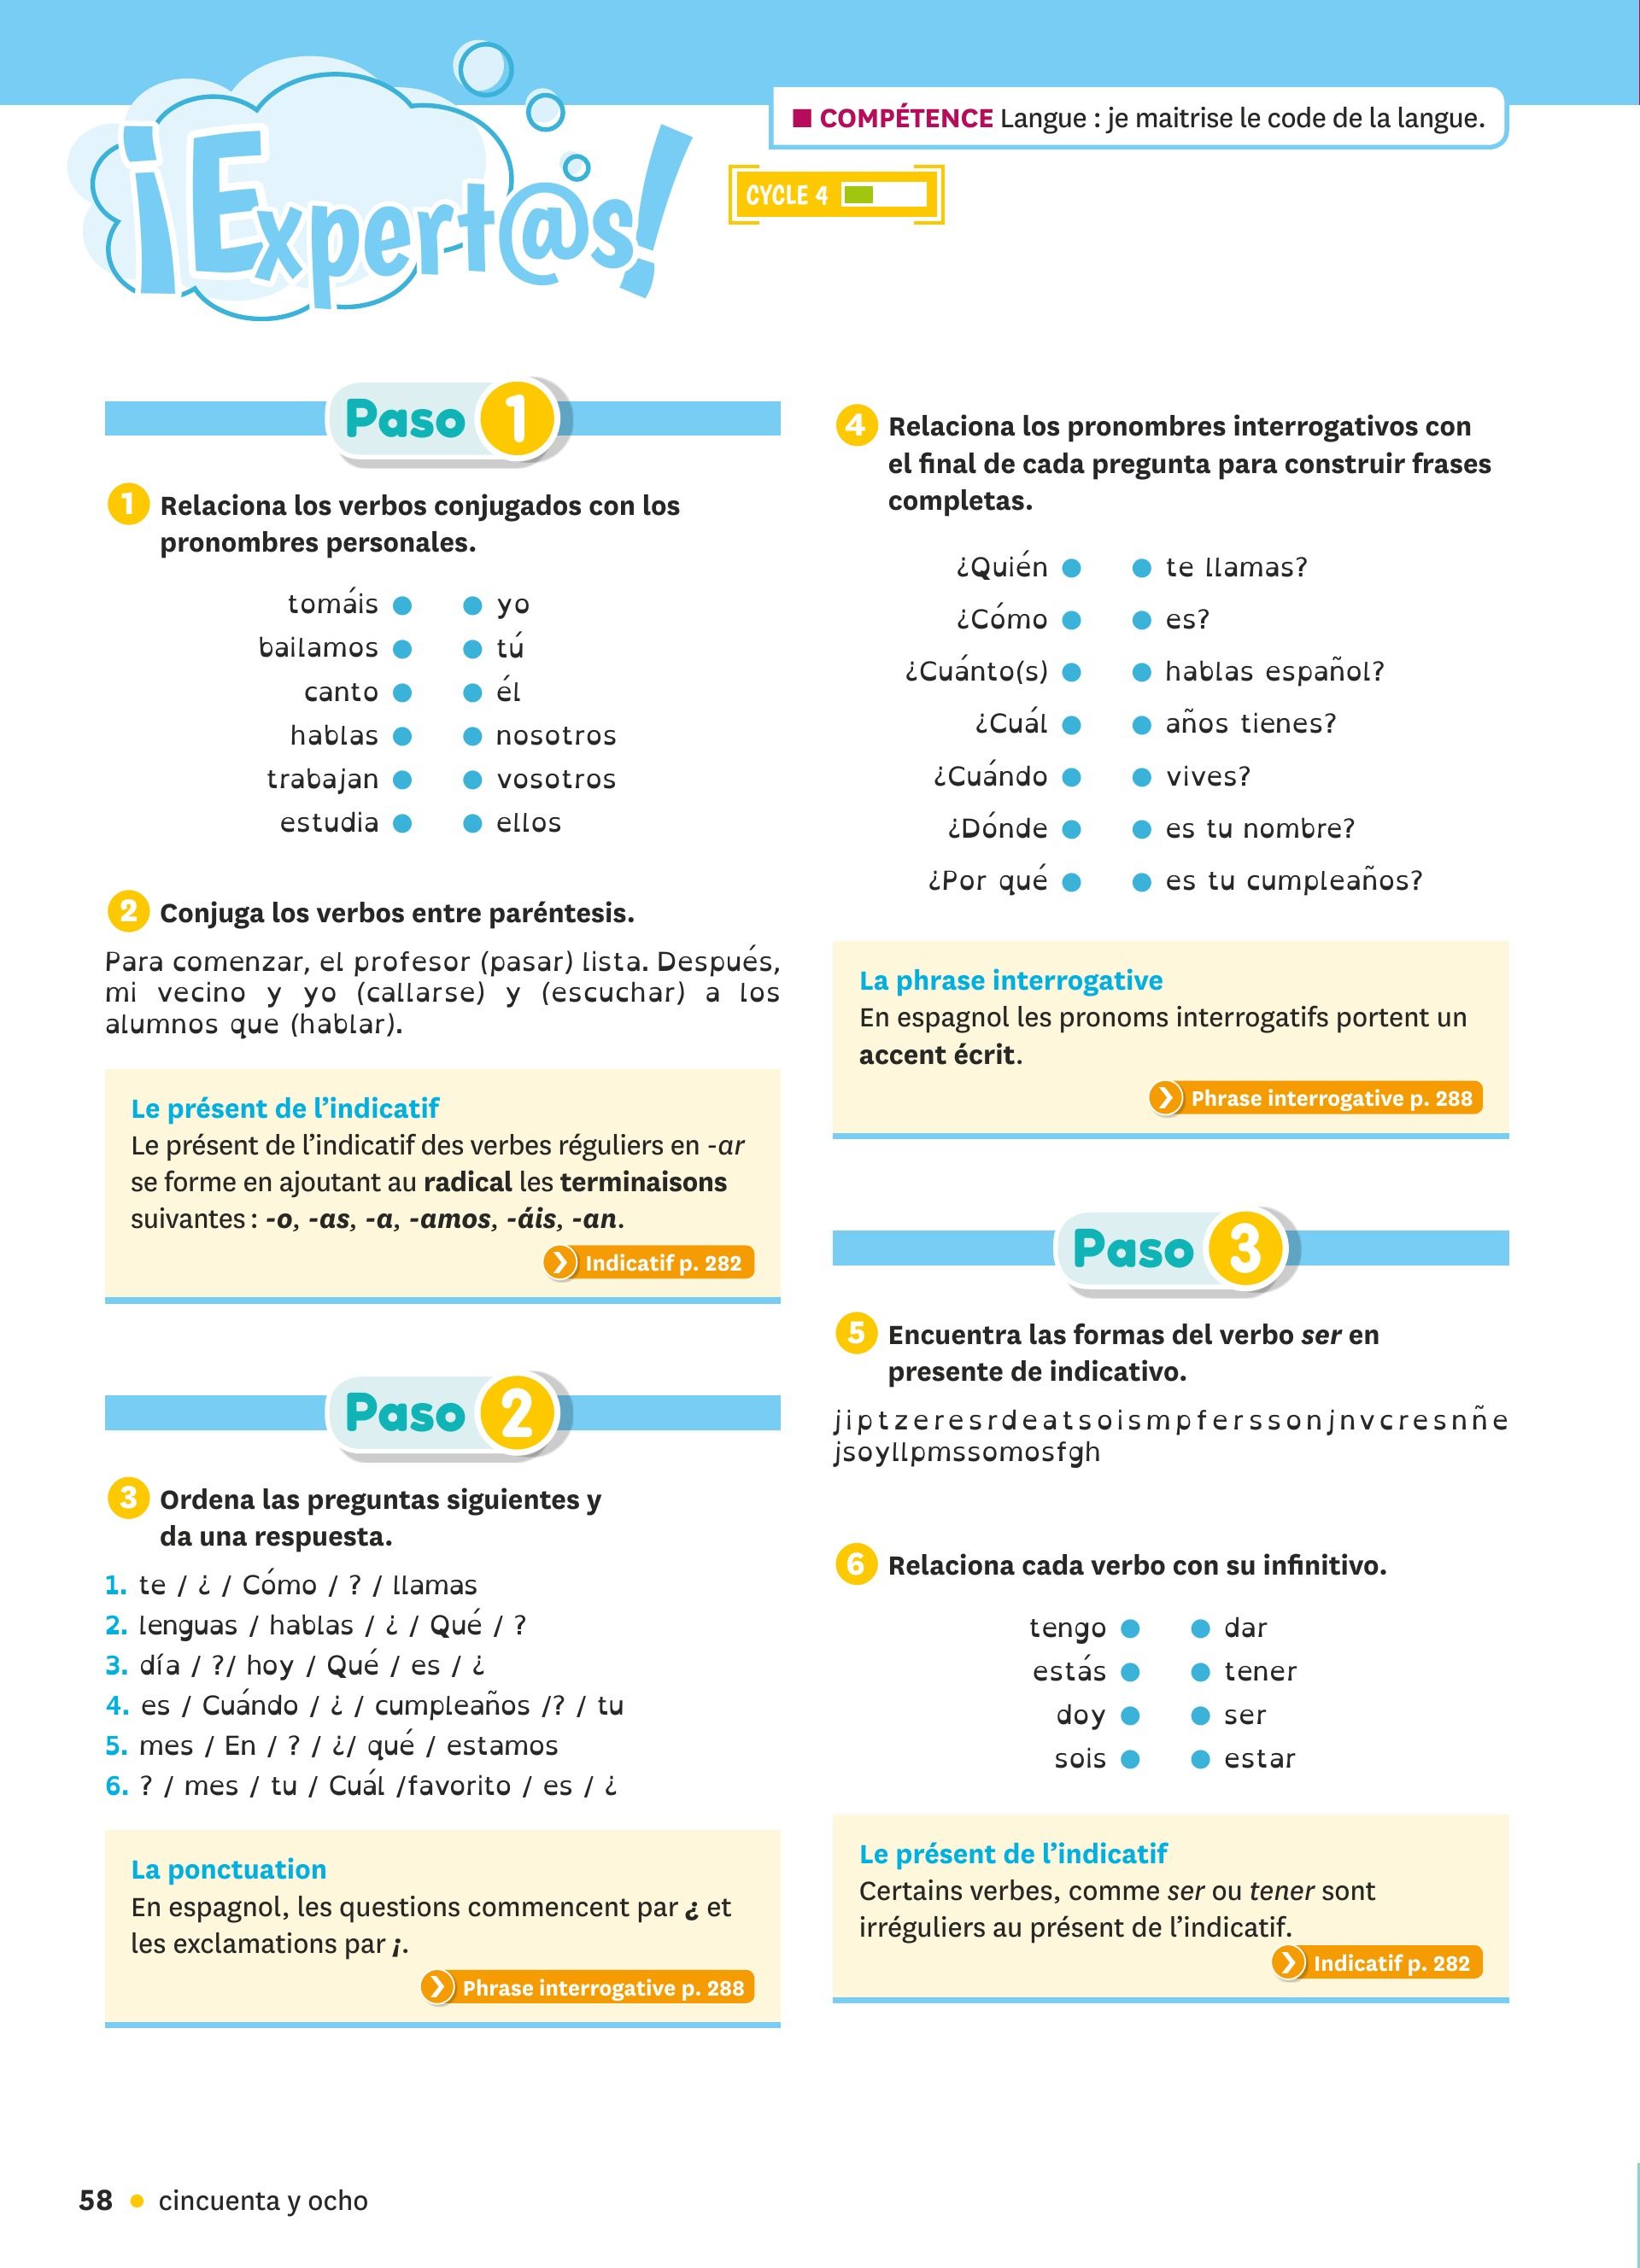 ■ COMPÉTENCE Langue : je maitrise le code de la langue.
¡Expert@s!
CYCLE 4
Paso 1
1 Relaciona los verbos conjugados con los
pronombres personales.
tomáis ● ● yo
bailamos ● ● tú
canto ● ● él
hablas ● ● nosotros
trabajan ● ● vosotros
estudia ● ● ellos
2 Conjuga los verbos entre paréntesis.
Para comenzar, el profesor (pasar) lista. Después,
mi vecino y yo (callarse) y (escuchar) a los
alumnos que (hablar).
Le présent de l’indicatif
Le présent de l’indicatif des verbes réguliers en -ar
se forme en ajoutant au radical les terminaisons
suivantes : -o, -as, -a, -amos, -áis, -an.
Indicatif p. 282
Paso 2
3 Ordena las preguntas siguientes y
da una respuesta.
1. te / ¿ / Cómo / ? / llamas
2. lenguas / hablas / ¿ / Qué / ?
3. día / ?/ hoy / Qué / es / ¿
4. es / Cuándo / ¿ / cumpleaños /? / tu
5. mes / En / ? / ¿/ qué / estamos
6. ? / mes / tu / Cuál /favorito / es / ¿
La ponctuation
En espagnol, les questions commencent par ¿ et
les exclamations par ¡.
Phrase interrogative p. 288
4 Relaciona los pronombres interrogativos con
el final de cada pregunta para construir frases
completas.
¿Quién ● ● te llamas?
¿Cómo ● ● es?
¿Cuánto(s) ● ● hablas español?
¿Cuál ● ● años tienes?
¿Cuándo ● ● vives?
¿Dónde ● ● es tu nombre?
¿Por qué ● ● es tu cumpleaños?
La phrase interrogative
En espagnol les pronoms interrogatifs portent un
accent écrit.
Phrase interrogative p. 288
Paso 3
5 Encuentra las formas del verbo ser en
presente de indicativo.
jiptzeresrdeatsoismpferssonjnvcresnñe
jsoyllpmssomosfgh
6 Relaciona cada verbo con su infinitivo.
tengo ● ● dar
estás ● ● tener
doy ● ● ser
sois ● ● estar
Le présent de l’indicatif
Certains verbes, comme ser ou tener sont
irréguliers au présent de l’indicatif.
Indicatif p. 282
58 ● cincuenta y ocho